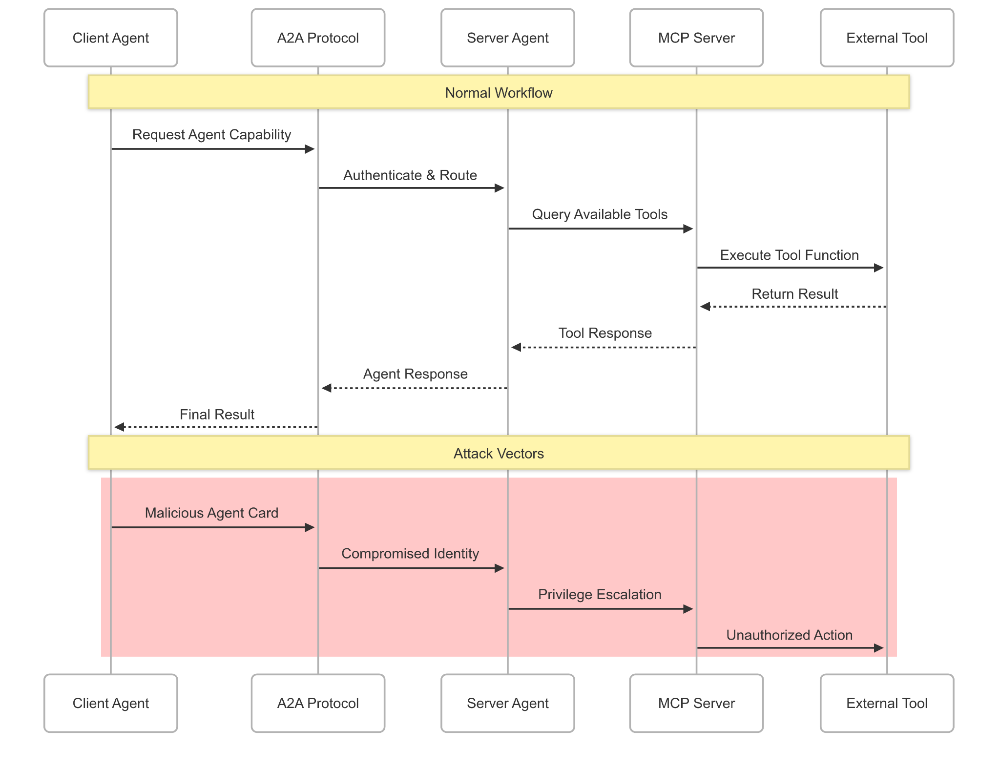 Client Agent
A2A Protocol
Server Agent
MCP Server
External Tool
Normal Workflow
Request Agent Capability
Authenticate & Route
Query Available Tools
Execute Tool Function
Return Result
Tool Response
Agent Response
Final Result
Attack Vectors
Malicious Agent Card
Compromised Identity
Privilege Escalation
Unauthorized Action
Client Agent
A2A Protocol
Server Agent
MCP Server
External Tool